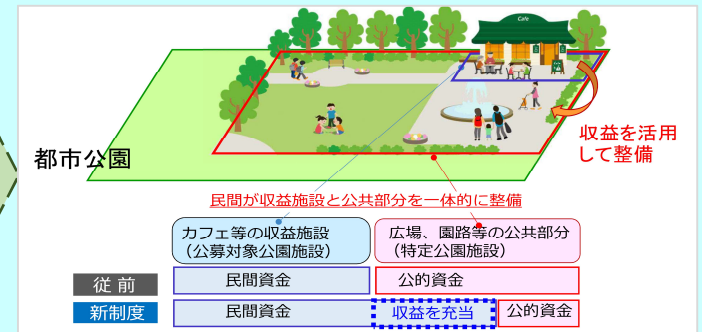 Cafe
収益を活用
して整備
都市公園
民間が収益施設と公共部分を一体的に整備
カフェ等の収益施設
（公募対象公園施設）
広場、園路等の公共部分
（特定公園施設）
従前
民間資金
公的資金
新制度
民間資金
収益を充当
公的資金